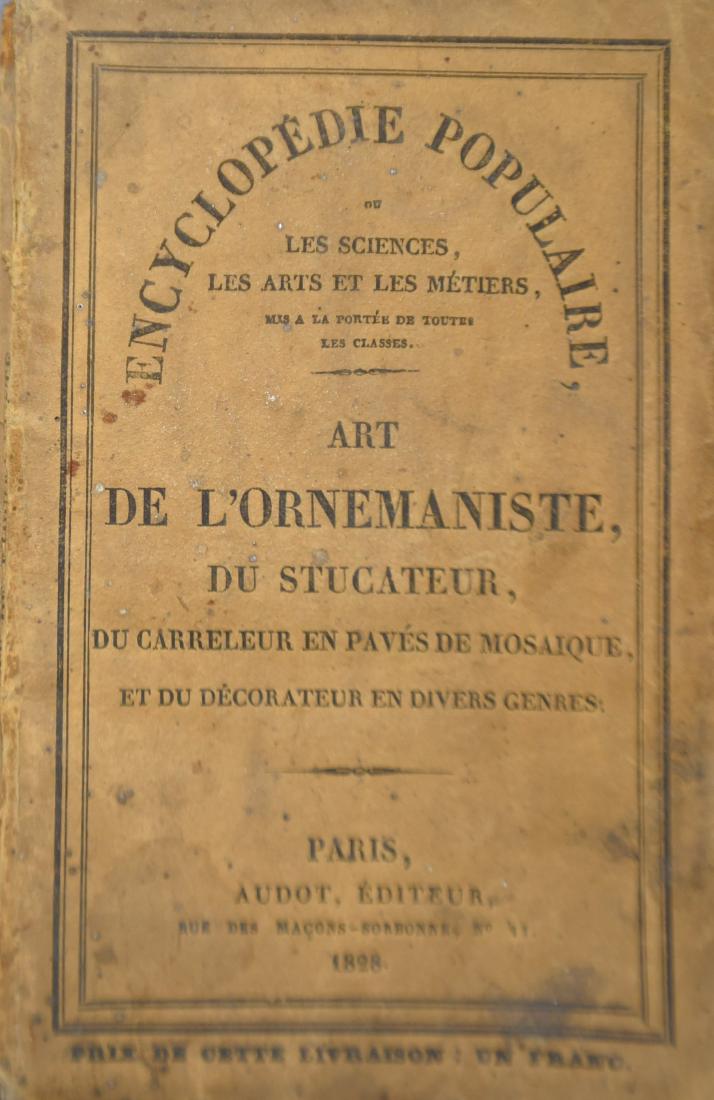 ENCYCLOPÉDIE POPULAIRE,
OU
LES SCIENCES,
LES ARTS ET LES MÉTIERS,
MIS A LA PORTÉE DE TOUTES
LES CLASSES.
ART
DE L'ORNEMANISTE,
DU STUCATEUR,
DU CARRELEUR EN PAVÉS DE MOSAIQUE,
ET DU DÉCORATEUR EN DIVERS GENRES.
PARIS,
AUDOT, ÉDITEUR,
RUE DES MAÇONS-SORBONNE, No 11.
1828.
PRIX DE CETTE LIVRAISON : UN FRANC.